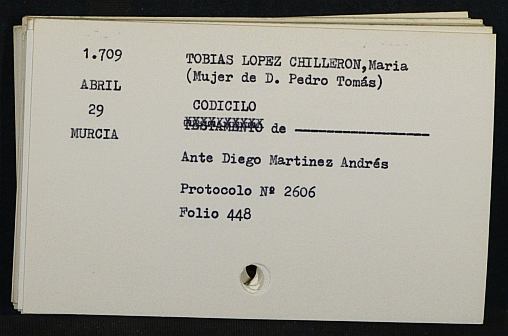 1.709
ABRIL
29
MURCIA
TOBIAS LOPEZ CHILLERON,Maria
(Mujer de D. Pedro Tomás)
CODICILO
TESTAMENTO de
Ante Diego Martinez Andrés
Protocolo Nº 2606
Folio 448